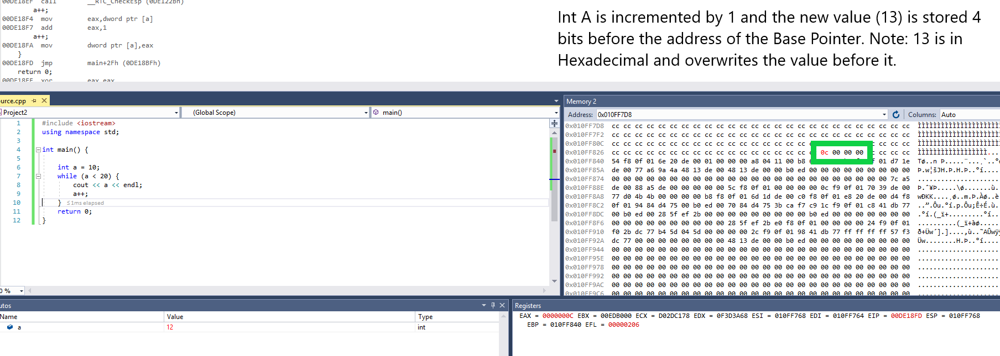 00DE18EF call __RTC_CheckEsp (0DE122Bh)
a++;
00DE18F4 mov eax,dword ptr [a]
00DE18F7 add eax,1
a++;
00DE18FA mov dword ptr [a],eax
}
00DE18FD jmp main+2Fh (0DE18BFh)
return 0;
00DE18FF xor eax,eax
Int A is incremented by 1 and the new value (13) is stored 4
bits before the address of the Base Pointer. Note: 13 is in
Hexadecimal and overwrites the value before it.
urce.cpp
Project2 (Global Scope) main()
1 #include <iostream>
2 using namespace std;
3
4 int main() {
5
6 int a = 10;
7 while (a < 20) {
8 cout << a << endl;
9 a++;
10 } ≤1ms elapsed
11 return 0;
12 }
0 %
Memory 2
Address: 0x010FF7D8 Columns: Auto
0x010FF7D8 cc cc cc cc cc cc cc cc cc cc cc cc cc cc cc cc cc cc cc cc cc cc cc cc cc cc
0x010FF7F2 cc cc cc cc cc cc cc cc cc cc cc cc cc cc cc cc cc cc cc cc cc cc cc cc cc cc
0x010FF80C cc cc cc cc cc cc cc cc cc cc cc cc cc cc cc cc cc cc cc cc cc
0x010FF826 cc cc cc cc cc cc cc cc cc cc cc cc cc cc cc cc cc 0c 00 00 00 cc cc cc
0x010FF840 54 f8 0f 01 6e 20 de 00 01 00 00 00 a8 04 11 00 b8 01 d7 1e
0x010FF85A de 00 77 a6 9a 4a 48 13 de 00 48 13 de 00 00 b0 ed 00 00 00 00 00 00 00 00 00
0x010FF874 00 00 00 00 00 00 00 00 00 00 00 00 00 00 00 00 00 00 00 00 00 00 00 00 7c a5
0x010FF88E de 00 88 a5 de 00 00 00 00 00 5c f8 0f 01 00 00 00 00 0c f9 0f 01 70 39 de 00
0x010FF8A8 77 d0 4b 4b 00 00 00 00 b8 f8 0f 01 6d 1d de 00 c0 f8 0f 01 e8 20 de 00 d4 f8
0x010FF8C2 0f 01 94 84 d4 75 00 b0 ed 00 70 84 d4 75 3b ca f7 c9 1c f9 0f 01 c8 41 db 77
0x010FF8DC 00 b0 ed 00 28 5f ef 2b 00 00 00 00 00 00 00 00 00 00 b0 ed 00 00 00 00 00 00
0x010FF8F6 00 00 00 00 00 00 00 00 00 00 28 5f ef 2b e0 f8 0f 01 00 00 00 00 24 f9 0f 01
0x010FF910 f0 2b dc 77 b4 5d 04 5d 00 00 00 00 2c f9 0f 01 98 41 db 77 ff ff ff ff 57 f3
0x010FF92A dc 77 00 00 00 00 00 00 48 13 de 00 00 b0 ed 00 00 00 00 00 00 00 00 00 00 00
0x010FF944 00 00 00 00 00 00 00 00 00 00 00 00 00 00 00 00 00 00 00 00 00 00 00 00 00 00
0x010FF95E 00 00 00 00 00 00 00 00 00 00 00 00 00 00 00 00 00 00 00 00 00 00 00 00 00 00
0x010FF978 00 00 00 00 00 00 00 00 00 00 00 00 00 00 00 00 00 00 00 00 00 00 00 00 00 00
0x010FF992 00 00 00 00 00 00 00 00 00 00 00 00 00 00 00 00 00 00 00 00 00 00 00 00 00 00
0x010FF9AC 00 00 00 00 00 00 00 00 00 00 00 00 00 00 00 00 00 00 00 00 00 00 00 00 00 00
0x010FF9C6 00 00 00 00 00 00 00 00 00 00 00 00 00 00 00 00 00 00 00 00 00 00 00 00 00 00
utos
Name Value Type
a 12 int
Registers
EAX = 0000000C EBX = 00EDB000 ECX = D02DC178 EDX = 0F3D3A68 ESI = 010FF768 EDI = 010FF764 EIP = 00DE18FD ESP = 010FF768
EBP = 010FF840 EFL = 00000206